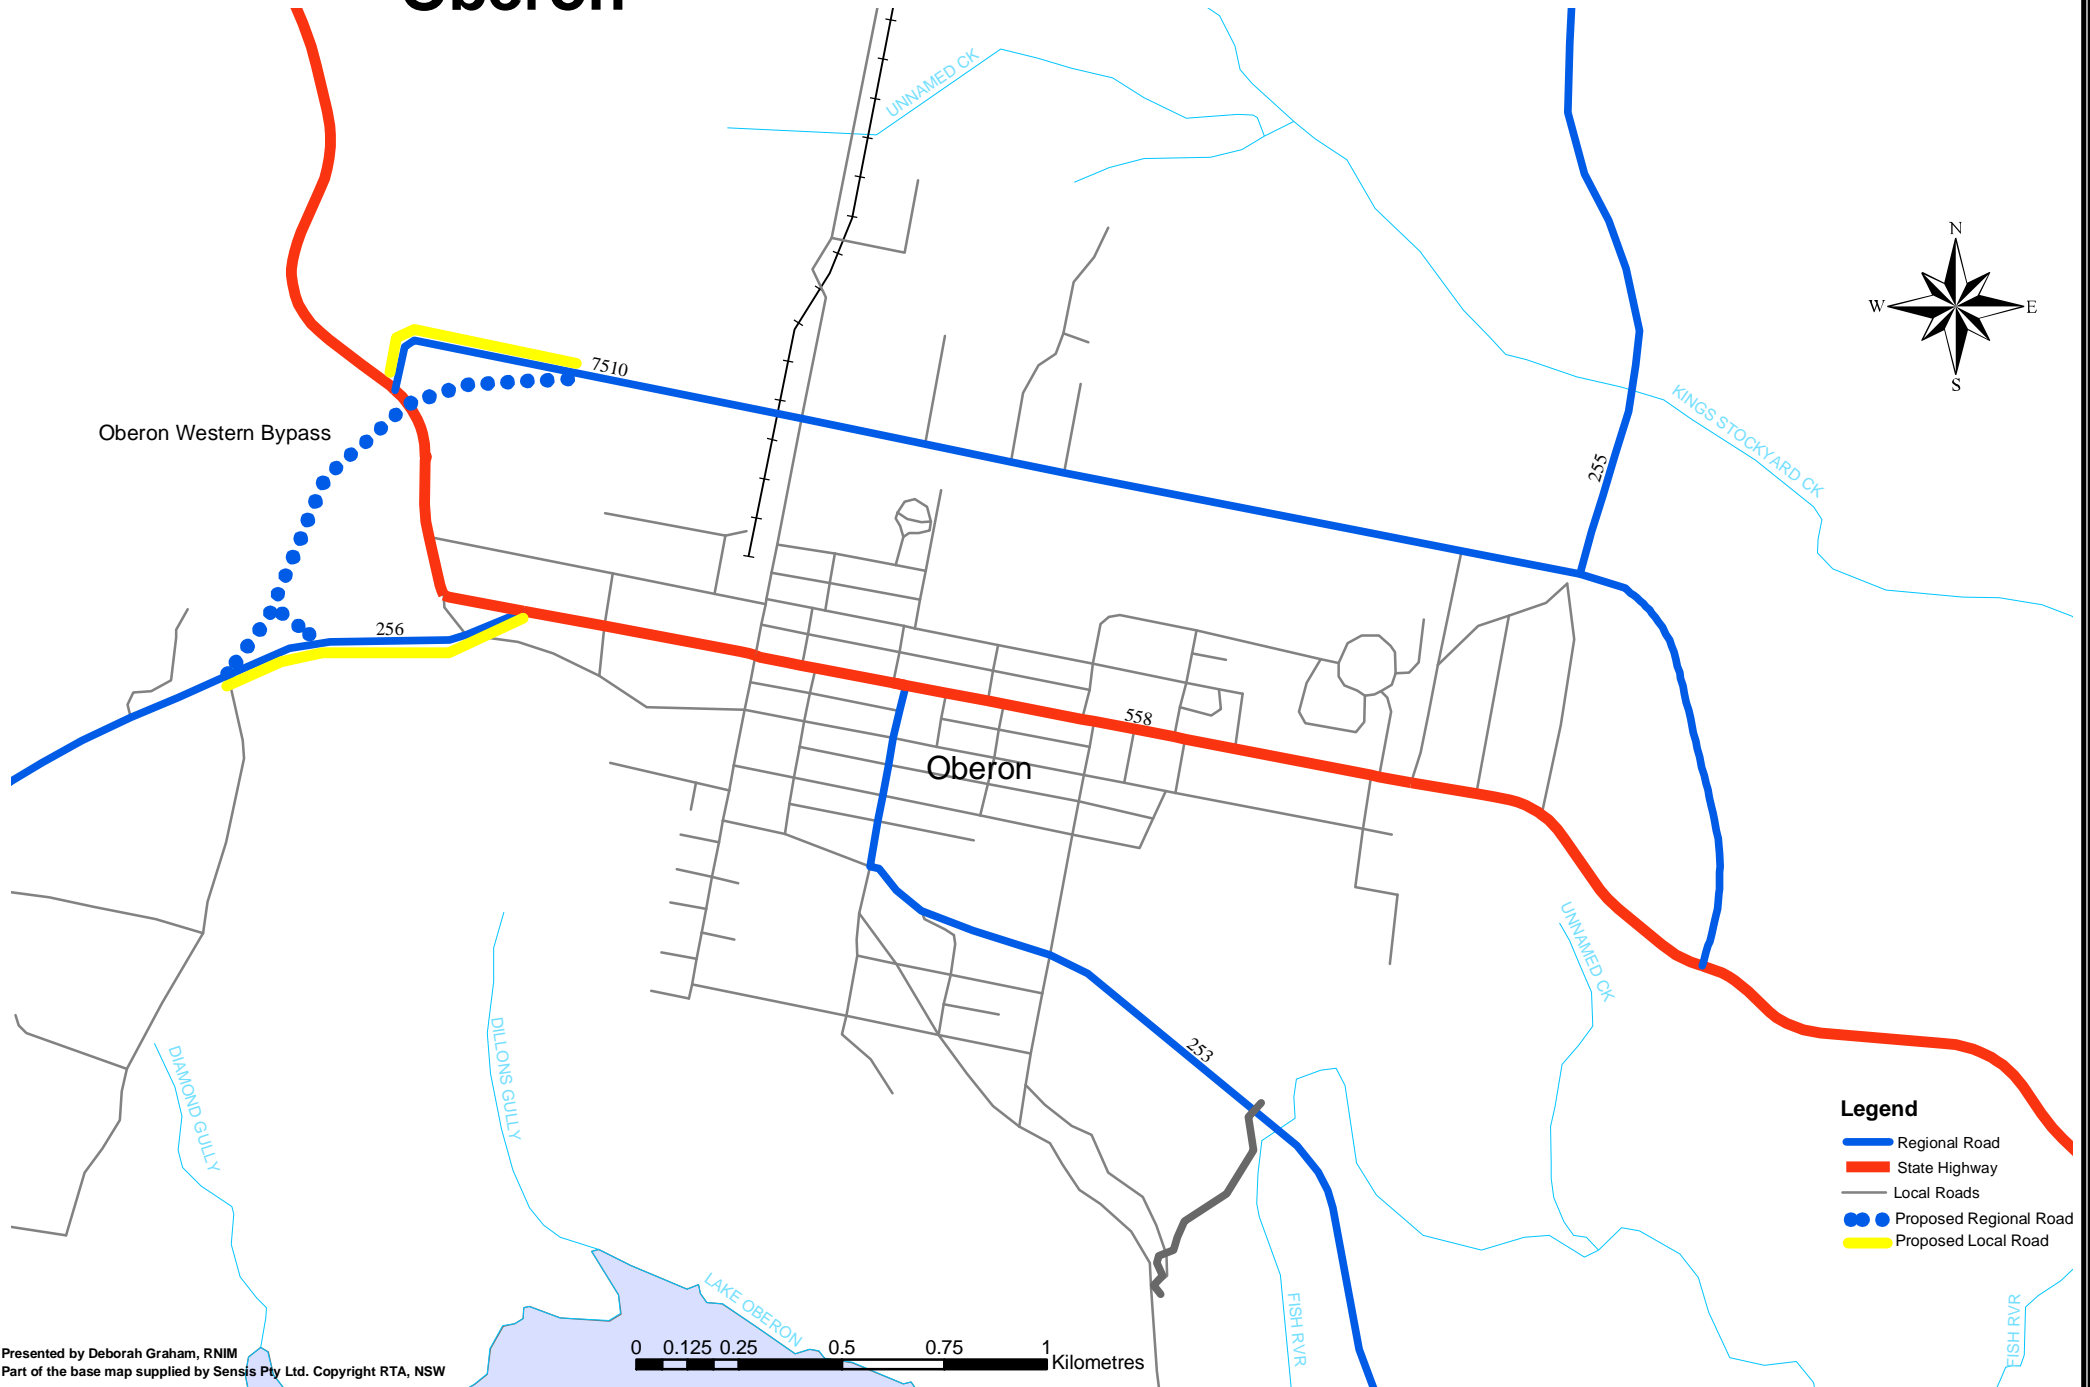 Oberon
UNNAMED CK
N
W
E
S
7510
KINGS STOCKYARD CK
Oberon Western Bypass
255
256
558
Oberon
UNNAMED CK
253
DILLONS GULLY
DIAMOND GULLY
Legend
Regional Road
State Highway
Local Roads
Proposed Regional Road
Proposed Local Road
LAKE OBERON
FISH RVR
FISH RVR
0 0.125 0.25 0.5 0.75 1
Kilometres
Presented by Deborah Graham, RNIM
Part of the base map supplied by Sensis Pty Ltd. Copyright RTA, NSW